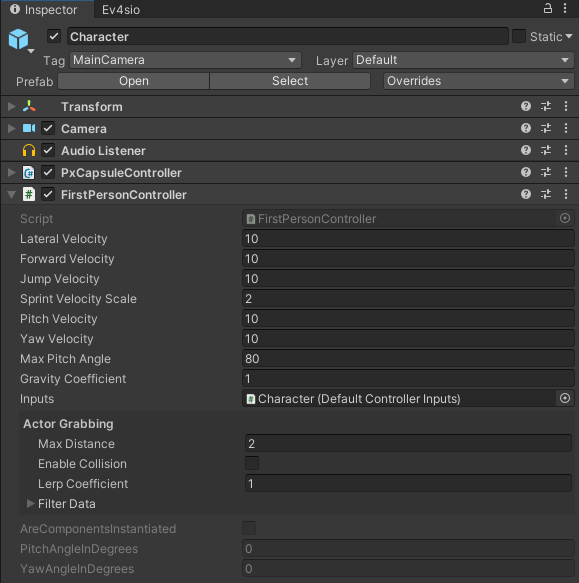 Inspector Ev4sio
Character Static
Tag MainCamera Layer Default
Prefab Open Select Overrides
Transform
Camera
Audio Listener
PxCapsuleController
FirstPersonController
Script FirstPersonController
Lateral Velocity 10
Forward Velocity 10
Jump Velocity 10
Sprint Velocity Scale 2
Pitch Velocity 10
Yaw Velocity 10
Max Pitch Angle 80
Gravity Coefficient 1
Inputs Character (Default Controller Inputs)
Actor Grabbing
Max Distance 2
Enable Collision
Lerp Coefficient 1
Filter Data
AreComponentsInstantiated
PitchAngleInDegrees 0
YawAngleInDegrees 0